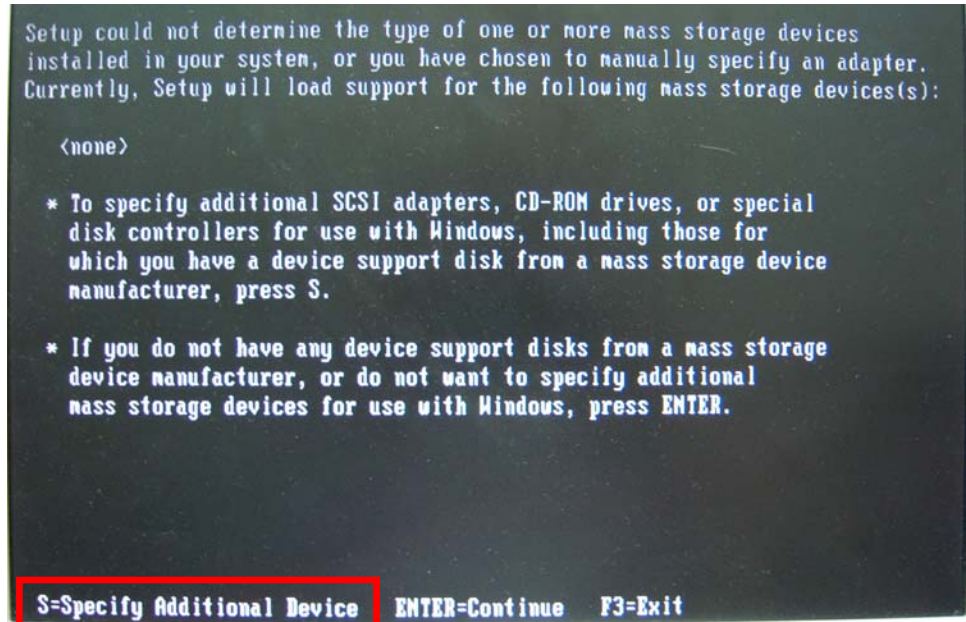 Setup could not determine the type of one or more mass storage devices
installed in your system, or you have chosen to manually specify an adapter.
Currently, Setup will load support for the following mass storage devices(s):
<none>
* To specify additional SCSI adapters, CD-ROM drives, or special
disk controllers for use with Windows, including those for
which you have a device support disk from a mass storage device
manufacturer, press S.
* If you do not have any device support disks from a mass storage
device manufacturer, or do not want to specify additional
mass storage devices for use with Windows, press ENTER.
S=Specify Additional Device ENTER=Continue F3=Exit